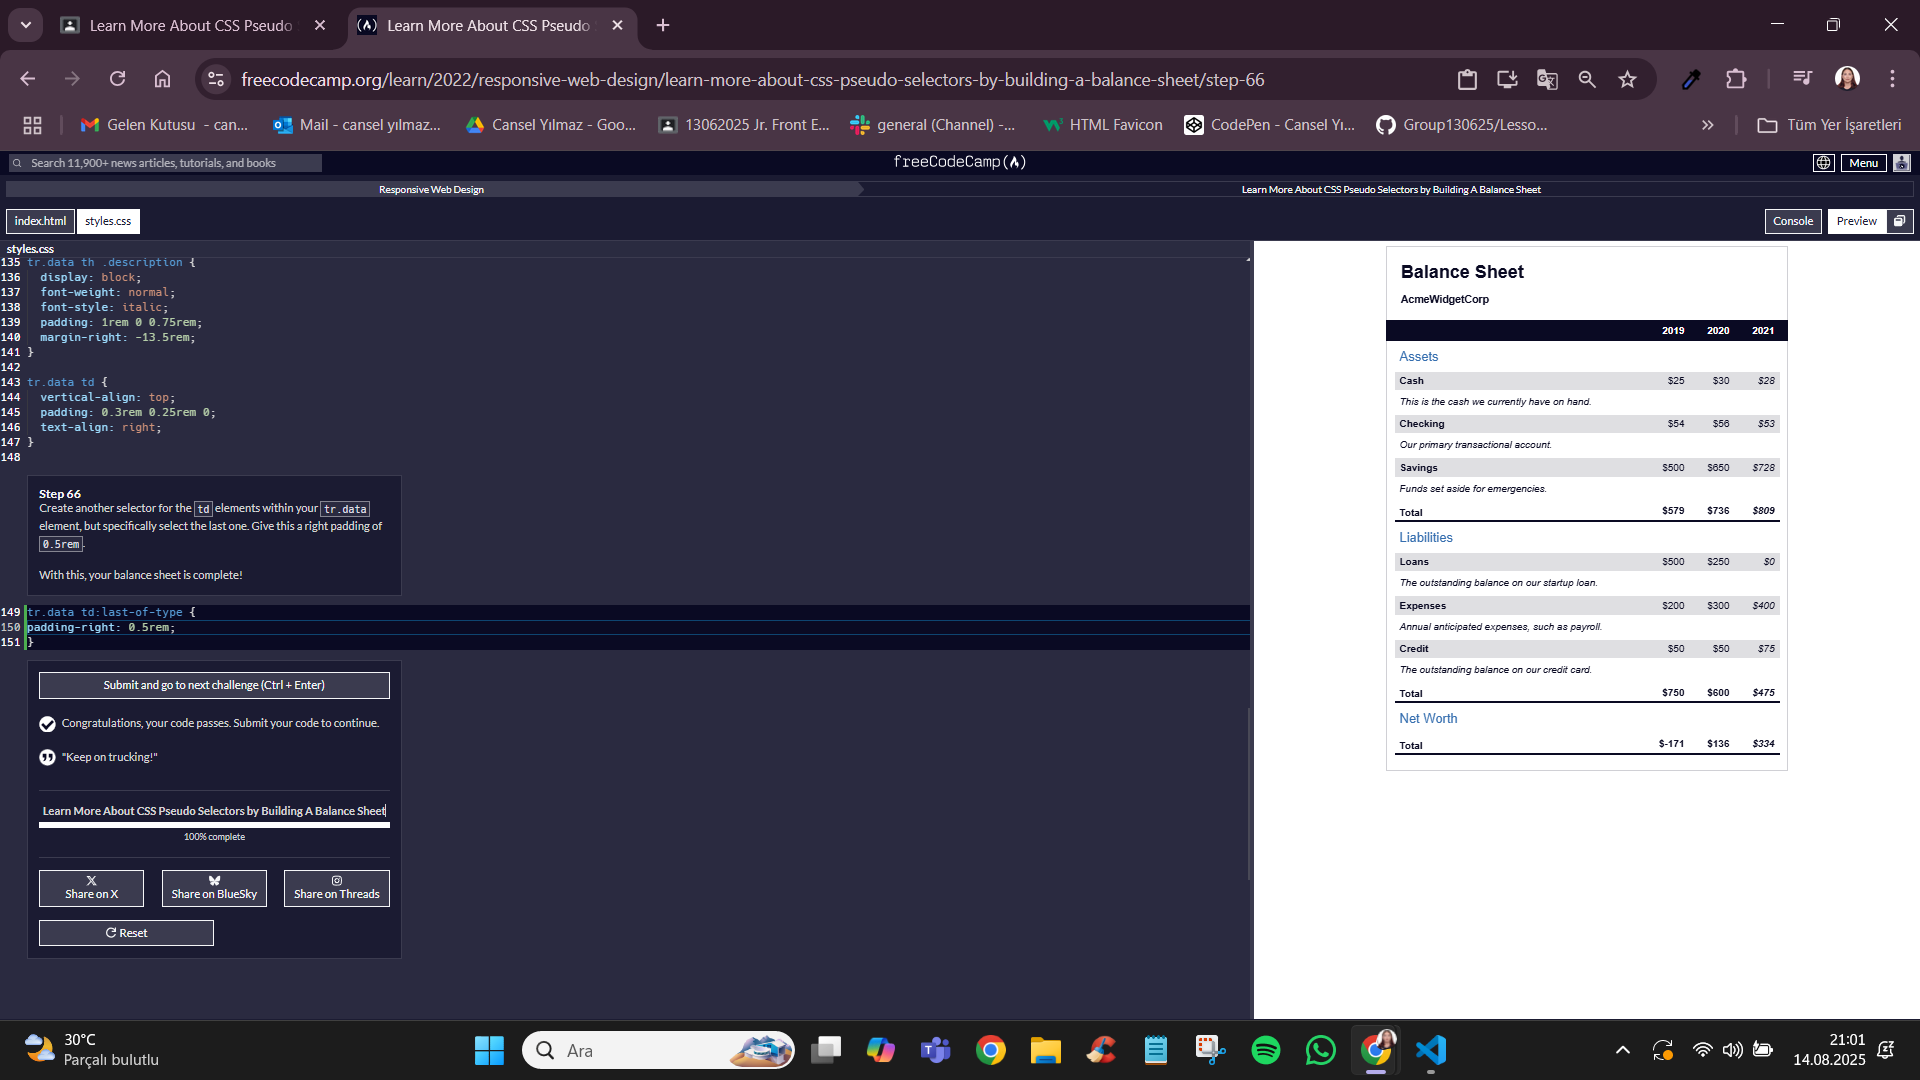 Learn More About CSS Pseudo
Learn More About CSS Pseudo
freecodecamp.org/learn/2022/responsive-web-design/learn-more-about-css-pseudo-selectors-by-building-a-balance-sheet/step-66
Gelen Kutusu - can...
Mail - cansel yılmaz...
Cansel Yılmaz - Goo...
13062025 Jr. Front E...
general (Channel) -...
HTML Favicon
CodePen - Cansel Yı...
Group130625/Lesso...
»
Tüm Yer İşaretleri
Search 11,900+ news articles, tutorials, and books
freeCodeCamp(🔥)
Menu
Responsive Web Design
Learn More About CSS Pseudo Selectors by Building A Balance Sheet
index.html
styles.css
Console
Preview
styles.css
135 tr.data th .description {
136 display: block;
137 font-weight: normal;
138 font-style: italic;
139 padding: 1rem 0 0.75rem;
140 margin-right: -13.5rem;
141 }
142
143 tr.data td {
144 vertical-align: top;
145 padding: 0.3rem 0.25rem 0;
146 text-align: right;
147 }
148
Step 66
Create another selector for the td elements within your tr.data
element, but specifically select the last one. Give this a right padding of
0.5rem.
With this, your balance sheet is complete!
149 tr.data td:last-of-type {
150 padding-right: 0.5rem;
151 }
Submit and go to next challenge (Ctrl + Enter)
Congratulations, your code passes. Submit your code to continue.
"Keep on trucking!"
Learn More About CSS Pseudo Selectors by Building A Balance Sheet
100% complete
Share on X
Share on BlueSky
Share on Threads
Reset
Balance Sheet
AcmeWidgetCorp
2019 2020 2021
Assets
Cash $25 $30 $28
This is the cash we currently have on hand.
Checking $54 $56 $53
Our primary transactional account.
Savings $500 $650 $728
Funds set aside for emergencies.
Total $579 $736 $809
Liabilities
Loans $500 $250 $0
The outstanding balance on our startup loan.
Expenses $200 $300 $400
Annual anticipated expenses, such as payroll.
Credit $50 $50 $75
The outstanding balance on our credit card.
Total $750 $600 $475
Net Worth
Total $-171 $136 $334
30°C
Parçalı bulutlu
Ara
21:01
14.08.2025